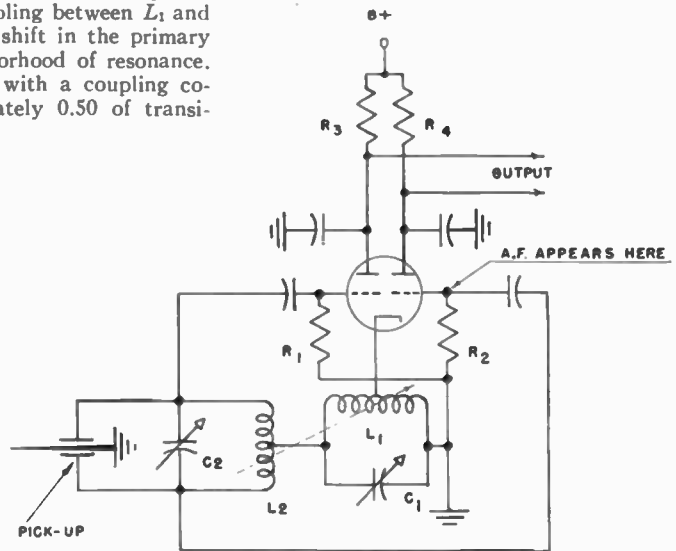 pling between L₁ and
shift in the primary
orhood of resonance.
with a coupling co-
ately 0.50 of transi-
B+
R₃
R₄
OUTPUT
A.F. APPEARS HERE
R₁
R₂
L₁
C₂
C₁
L₂
PICK-UP